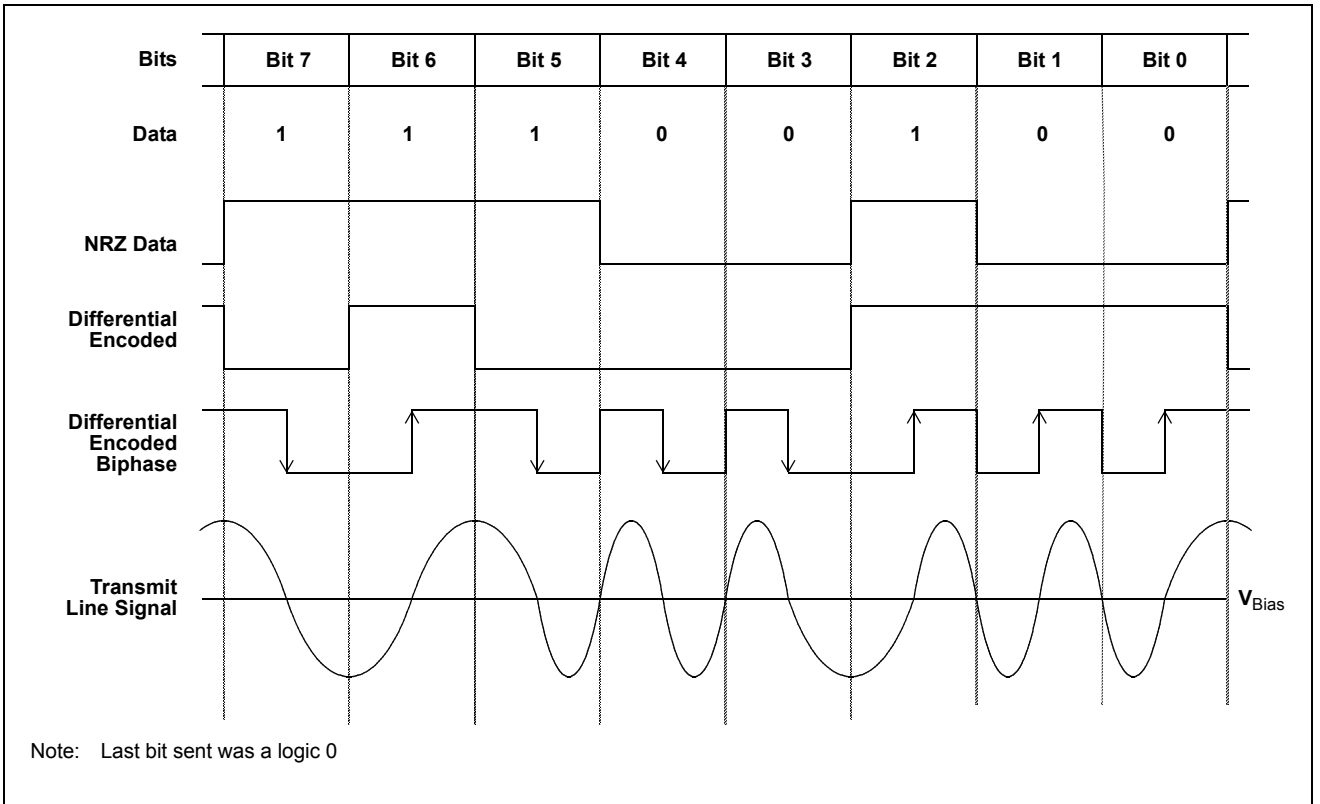 Bits Bit 7 Bit 6 Bit 5 Bit 4 Bit 3 Bit 2 Bit 1 Bit 0
Data 1 1 1 0 0 1 0 0
NRZ Data
Differential
Encoded
Differential
Encoded
Biphase
Transmit
Line Signal
VBias
Note: Last bit sent was a logic 0